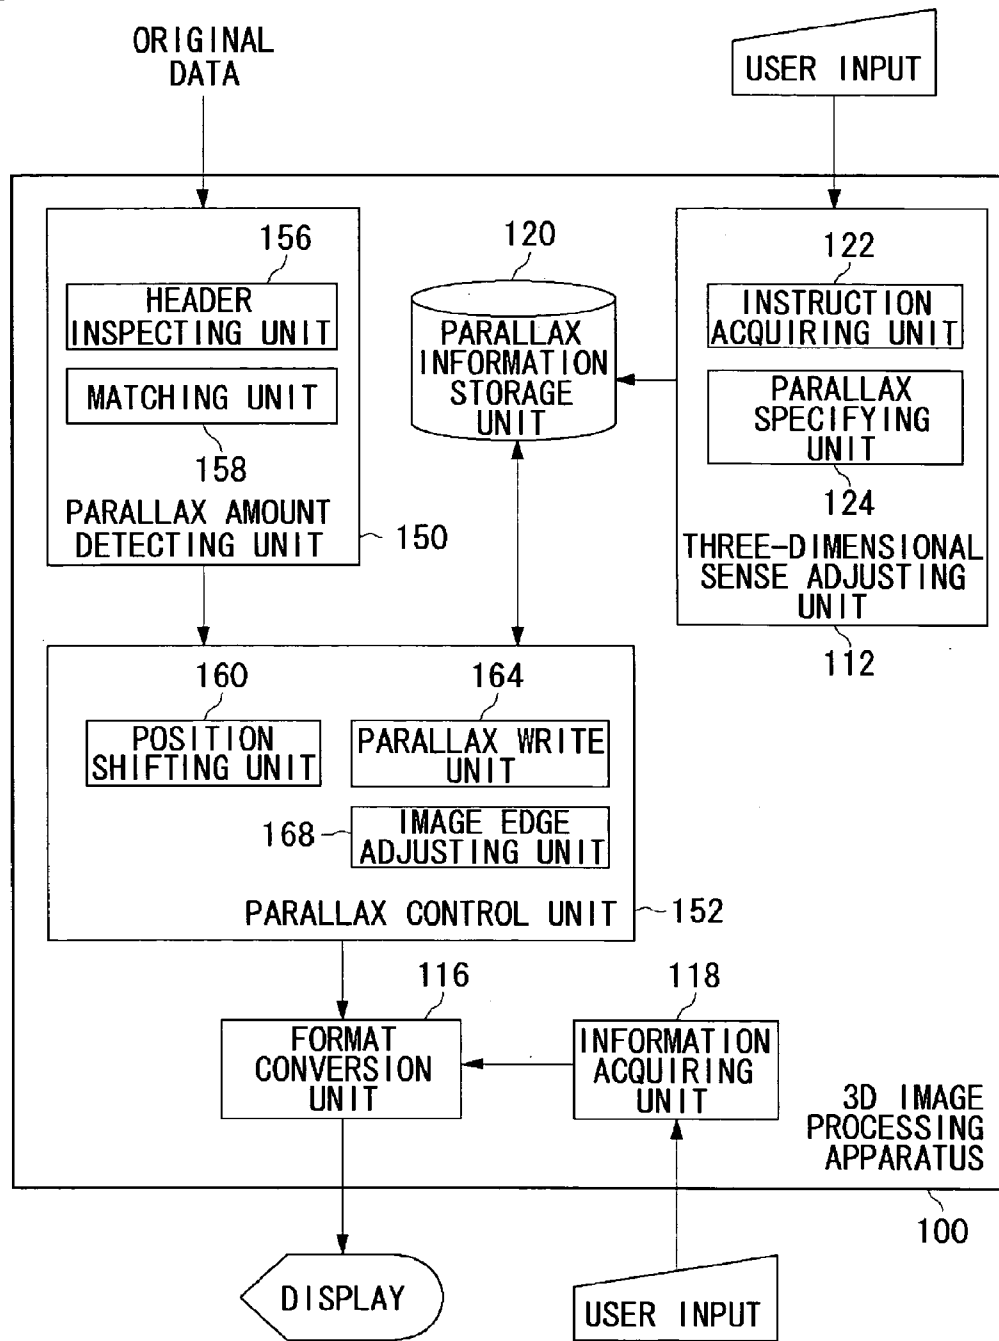 ORIGINAL
DATA
USER INPUT
156
HEADER
INSPECTING UNIT
MATCHING UNIT
158
PARALLAX AMOUNT
DETECTING UNIT
150
120
PARALLAX
INFORMATION
STORAGE
UNIT
122
INSTRUCTION
ACQUIRING UNIT
PARALLAX
SPECIFYING
UNIT
124
THREE-DIMENSIONAL
SENSE ADJUSTING
UNIT
112
160
POSITION
SHIFTING UNIT
164
PARALLAX WRITE
UNIT
168
IMAGE EDGE
ADJUSTING UNIT
PARALLAX CONTROL UNIT
152
116
FORMAT
CONVERSION
UNIT
118
INFORMATION
ACQUIRING
UNIT
3D IMAGE
PROCESSING
APPARATUS
100
DISPLAY
USER INPUT